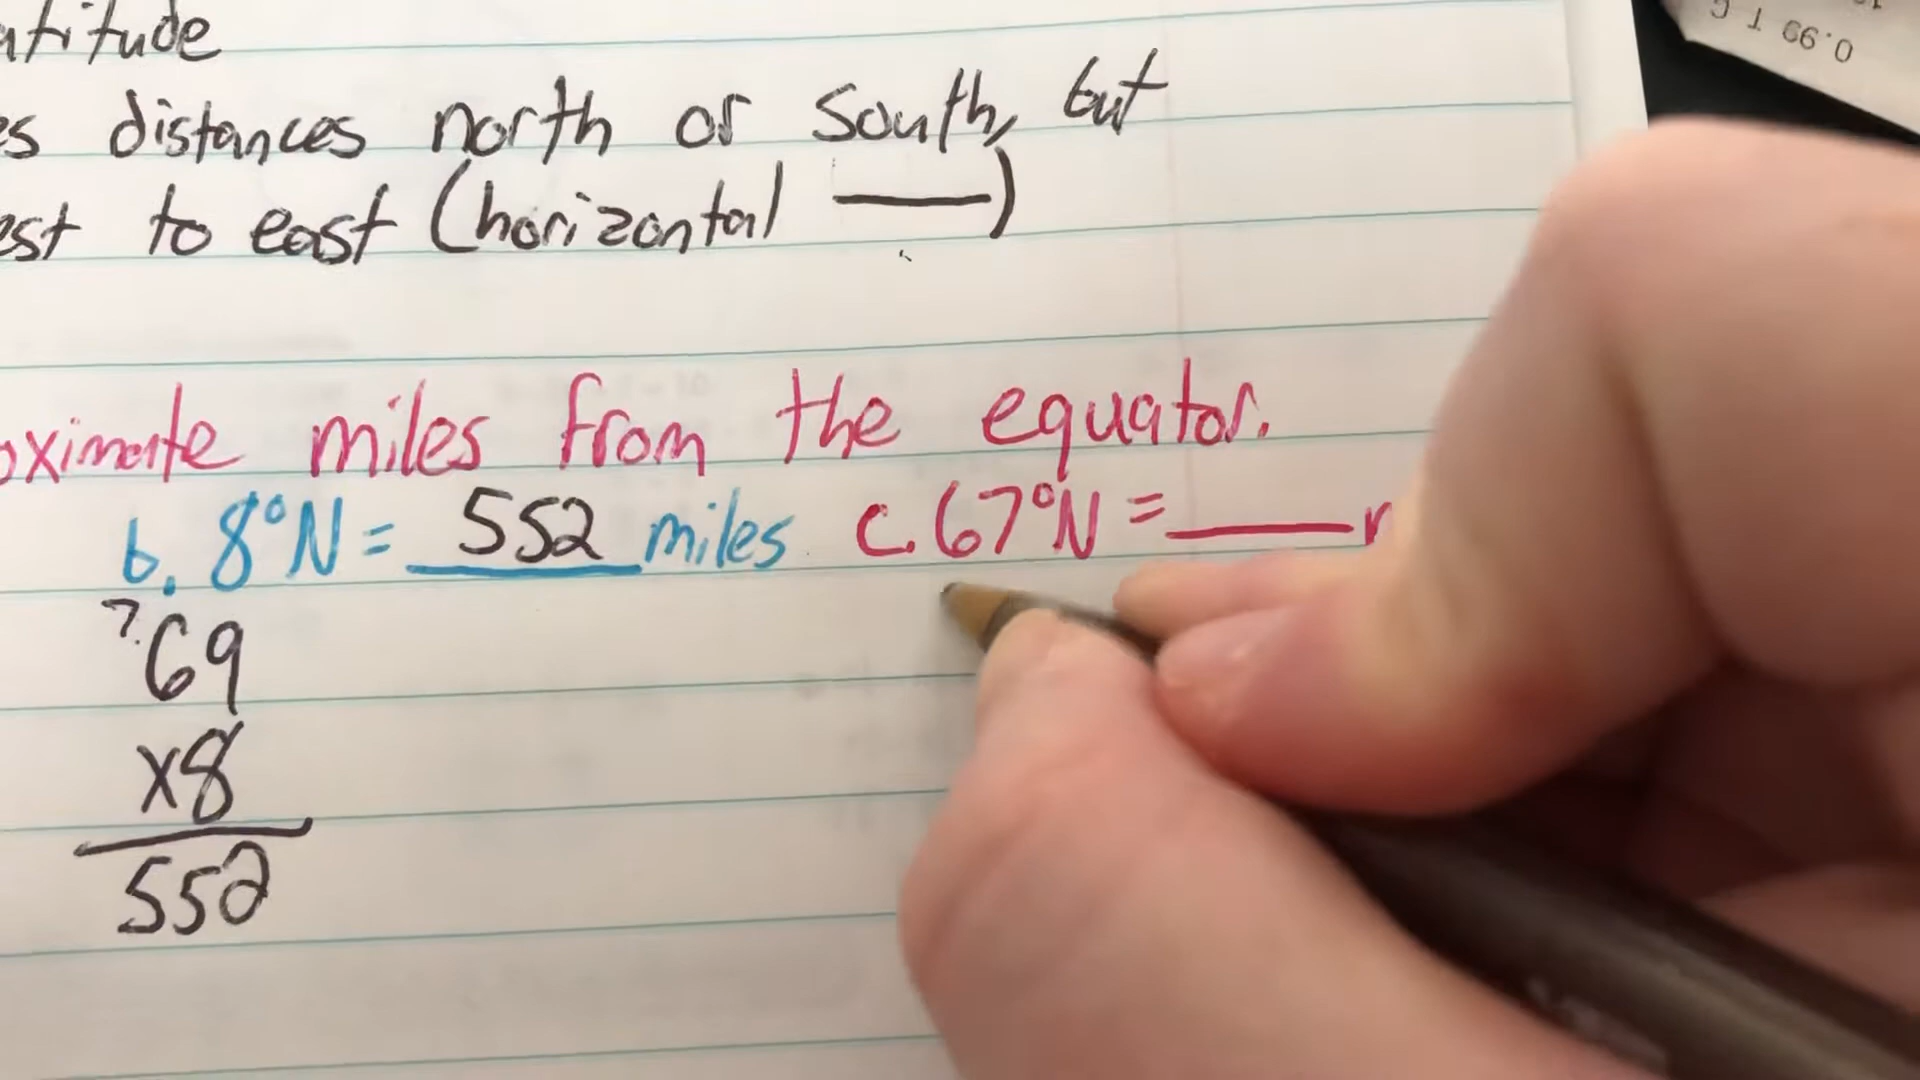 atitude
es distances north or south, but
est to east (horizontal —)
oximate miles from the equator.
b. 8°N = 552 miles c. 67°N = ____
7
69
x8
552